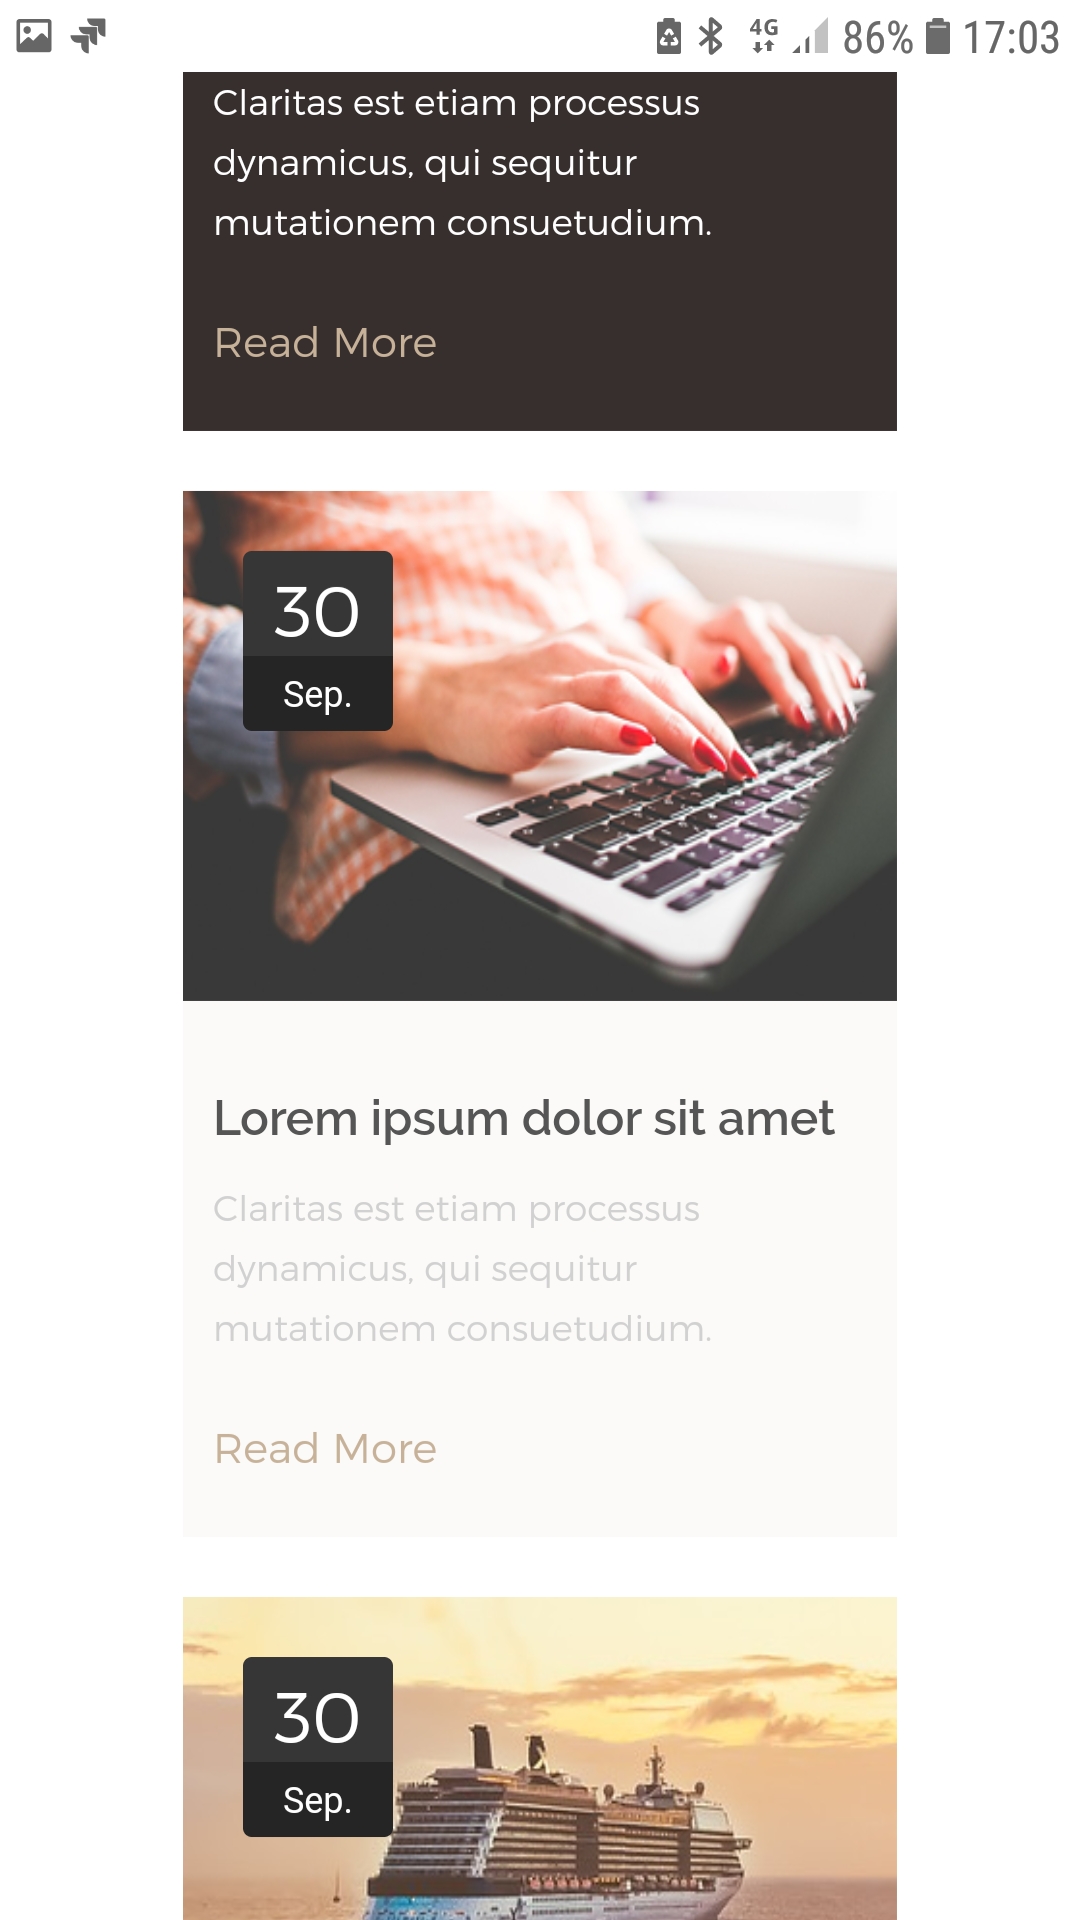 4G 86% 17:03
Claritas est etiam processus
dynamicus, qui sequitur
mutationem consuetudium.
Read More
30
Sep.
Lorem ipsum dolor sit amet
Claritas est etiam processus
dynamicus, qui sequitur
mutationem consuetudium.
Read More
30
Sep.